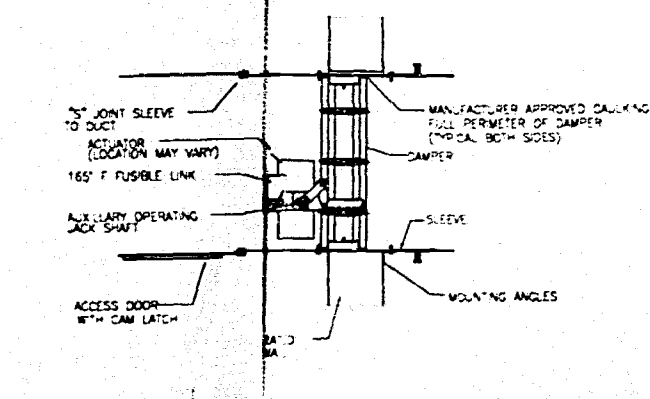 "S" JOINT SLEEVE
TO DUCT
ACTUATOR
(LOCATION MAY VARY)
165° F FUSIBLE LINK
AUXILLARY OPERATING
JACK SHAFT
ACCESS DOOR
WITH CAM LATCH
MANUFACTURER APPROVED CAULKING
FULL PERIMETER OF DAMPER
(TYPICAL BOTH SIDES)
DAMPER
SLEEVE
MOUNTING ANGLES